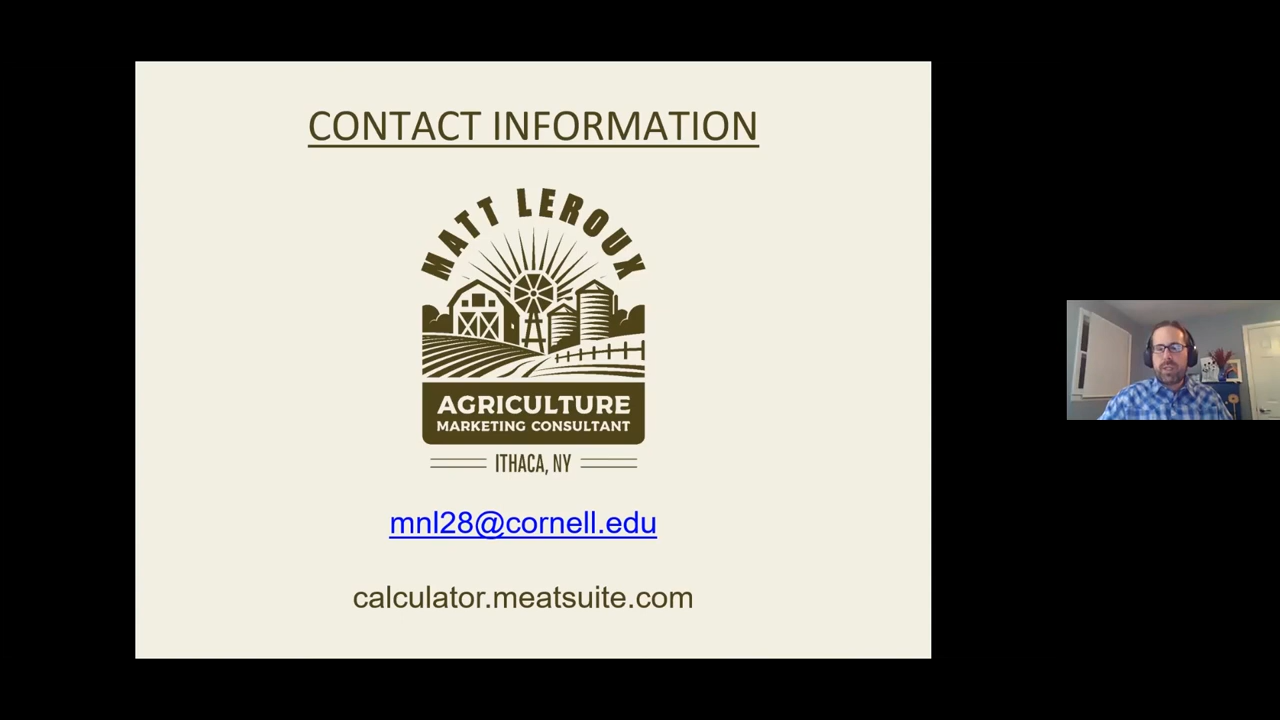 CONTACT INFORMATION
MATT LEROUX
AGRICULTURE
MARKETING CONSULTANT
ITHACA, NY
mnl28@cornell.edu
calculator.meatsuite.com